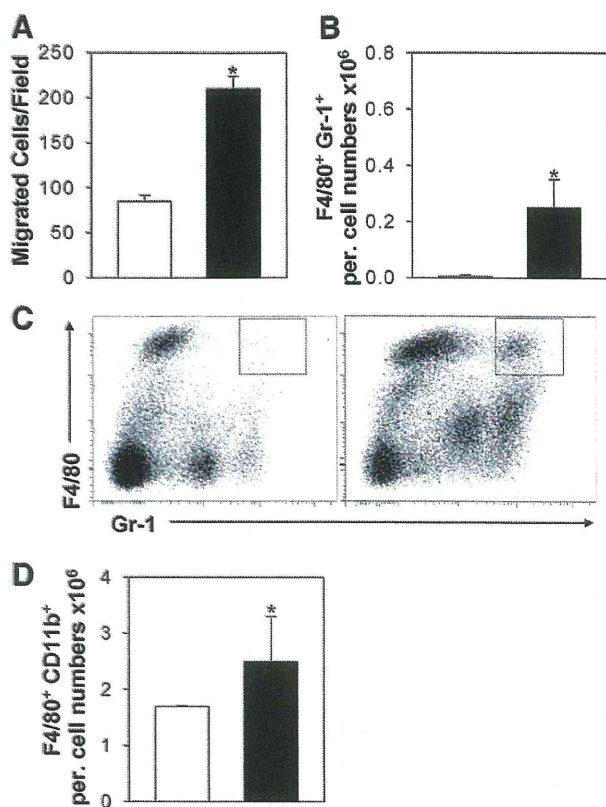 A
Migrated Cells/Field
250
200
150
100
50
0
*
B
F4/80⁺ Gr-1⁺
per. cell numbers x10⁶
0.8
0.6
0.4
0.2
0.0
*
C
F4/80
Gr-1
D
F4/80⁺ CD11b⁺
per. cell numbers x10⁶
4
3
2
1
0
*